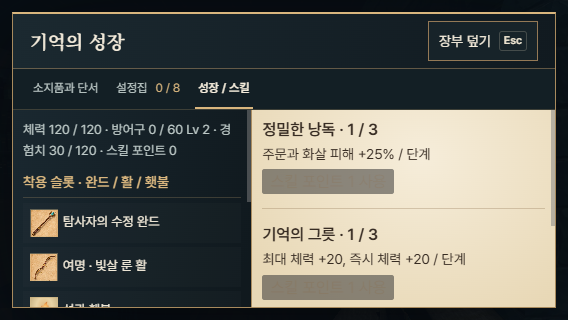 기억의 성장
장부 덮기 Esc
소지품과 단서 설정집 0 / 8 성장 / 스킬
체력 120 / 120 · 방어구 0 / 60 Lv 2 · 경
험치 30 / 120 · 스킬 포인트 0
착용 슬롯 · 완드 / 활 / 횃불
탐사자의 수정 완드
여명 · 빗살 룬 활
정밀한 낭독 · 1 / 3
주문과 화살 피해 +25% / 단계
기억의 그릇 · 1 / 3
최대 체력 +20, 즉시 체력 +20 / 단계